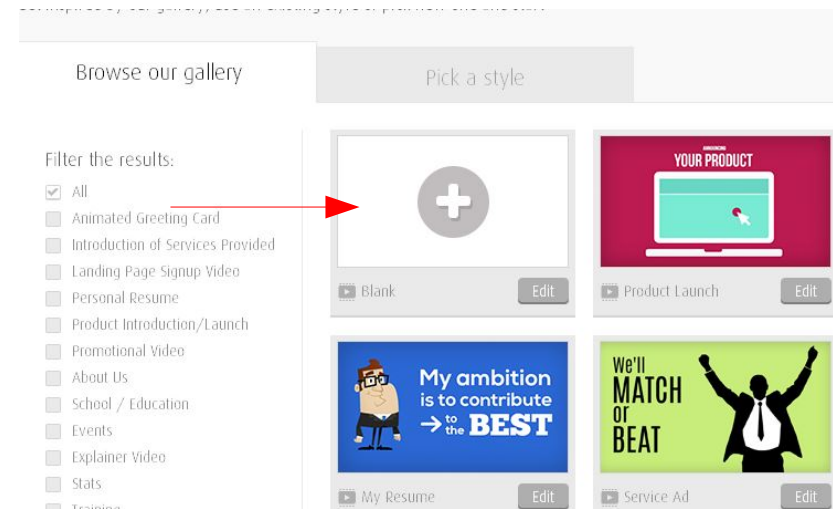 Browse our gallery
Pick a style
Filter the results:
All
Animated Greeting Card
Introduction of Services Provided
Landing Page Signup Video
Personal Resume
Product Introduction/Launch
Promotional Video
About Us
School / Education
Events
Explainer Video
Stats
Training
Blank
Edit
ANNOUNCING
YOUR PRODUCT
Product Launch
Edit
My ambition
is to contribute
→ to the BEST
My Resume
Edit
We'll
MATCH
or
BEAT
Service Ad
Edit